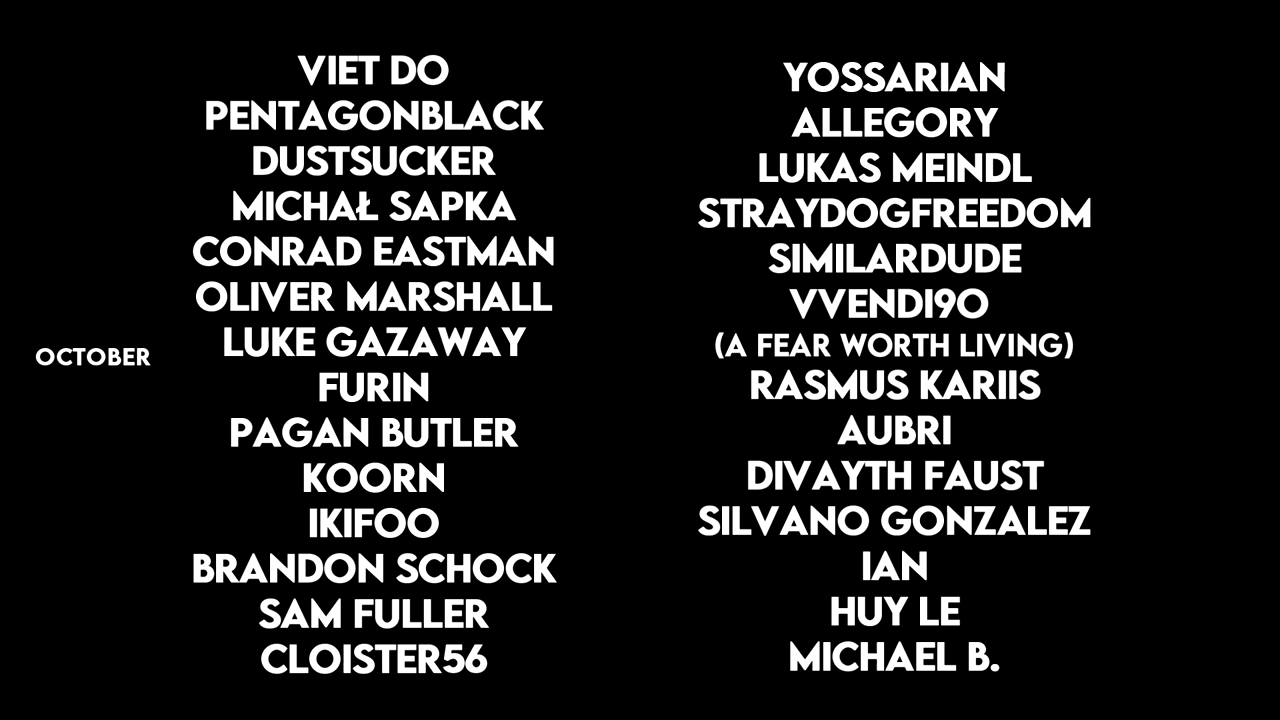 OCTOBER
VIET DO
PENTAGONBLACK
DUSTSUCKER
MICHAŁ SAPKA
CONRAD EASTMAN
OLIVER MARSHALL
LUKE GAZAWAY
FURIN
PAGAN BUTLER
KOORN
IKIFOO
BRANDON SCHOCK
SAM FULLER
CLOISTER56
YOSSARIAN
ALLEGORY
LUKAS MEINDL
STRAYDOGFREEDOM
SIMILARDUDE
VVENDI90
(A FEAR WORTH LIVING)
RASMUS KARIIS
AUBRI
DIVAYTH FAUST
SILVANO GONZALEZ
IAN
HUY LE
MICHAEL B.